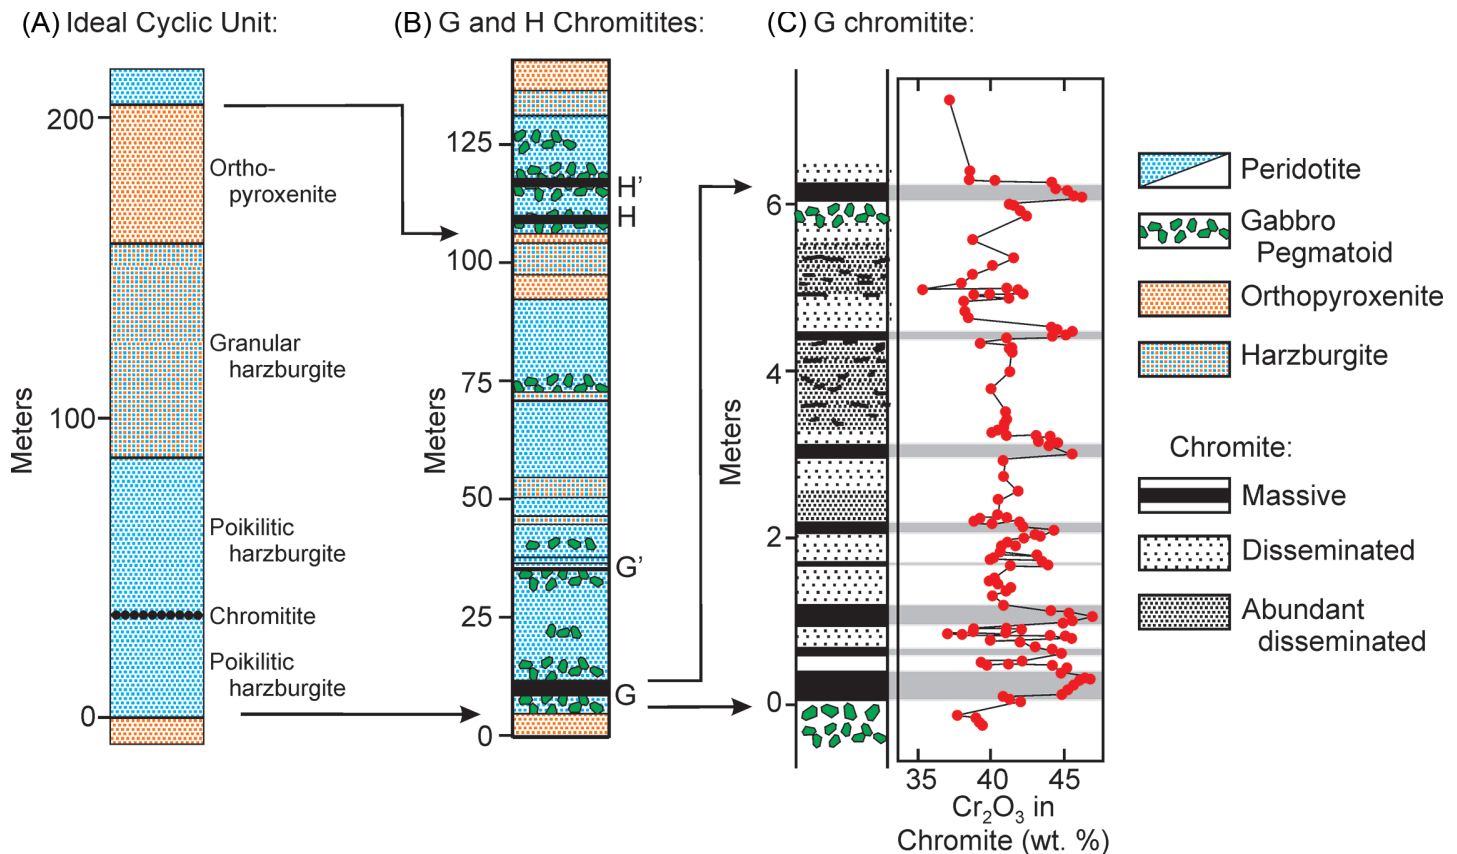 (A) Ideal Cyclic Unit:
(B) G and H Chromitites:
(C) G chromitite:
Meters
200
100
0
Ortho-
pyroxenite
Granular
harzburgite
Poikilitic
harzburgite
Chromitite
Poikilitic
harzburgite
Meters
125
100
75
50
25
0
H’
H
G’
G
Meters
6
4
2
0
35
40
45
Cr2O3 in
Chromite (wt. %)
Peridotite
Gabbro
Pegmatoid
Orthopyroxenite
Harzburgite
Chromite:
Massive
Disseminated
Abundant
disseminated